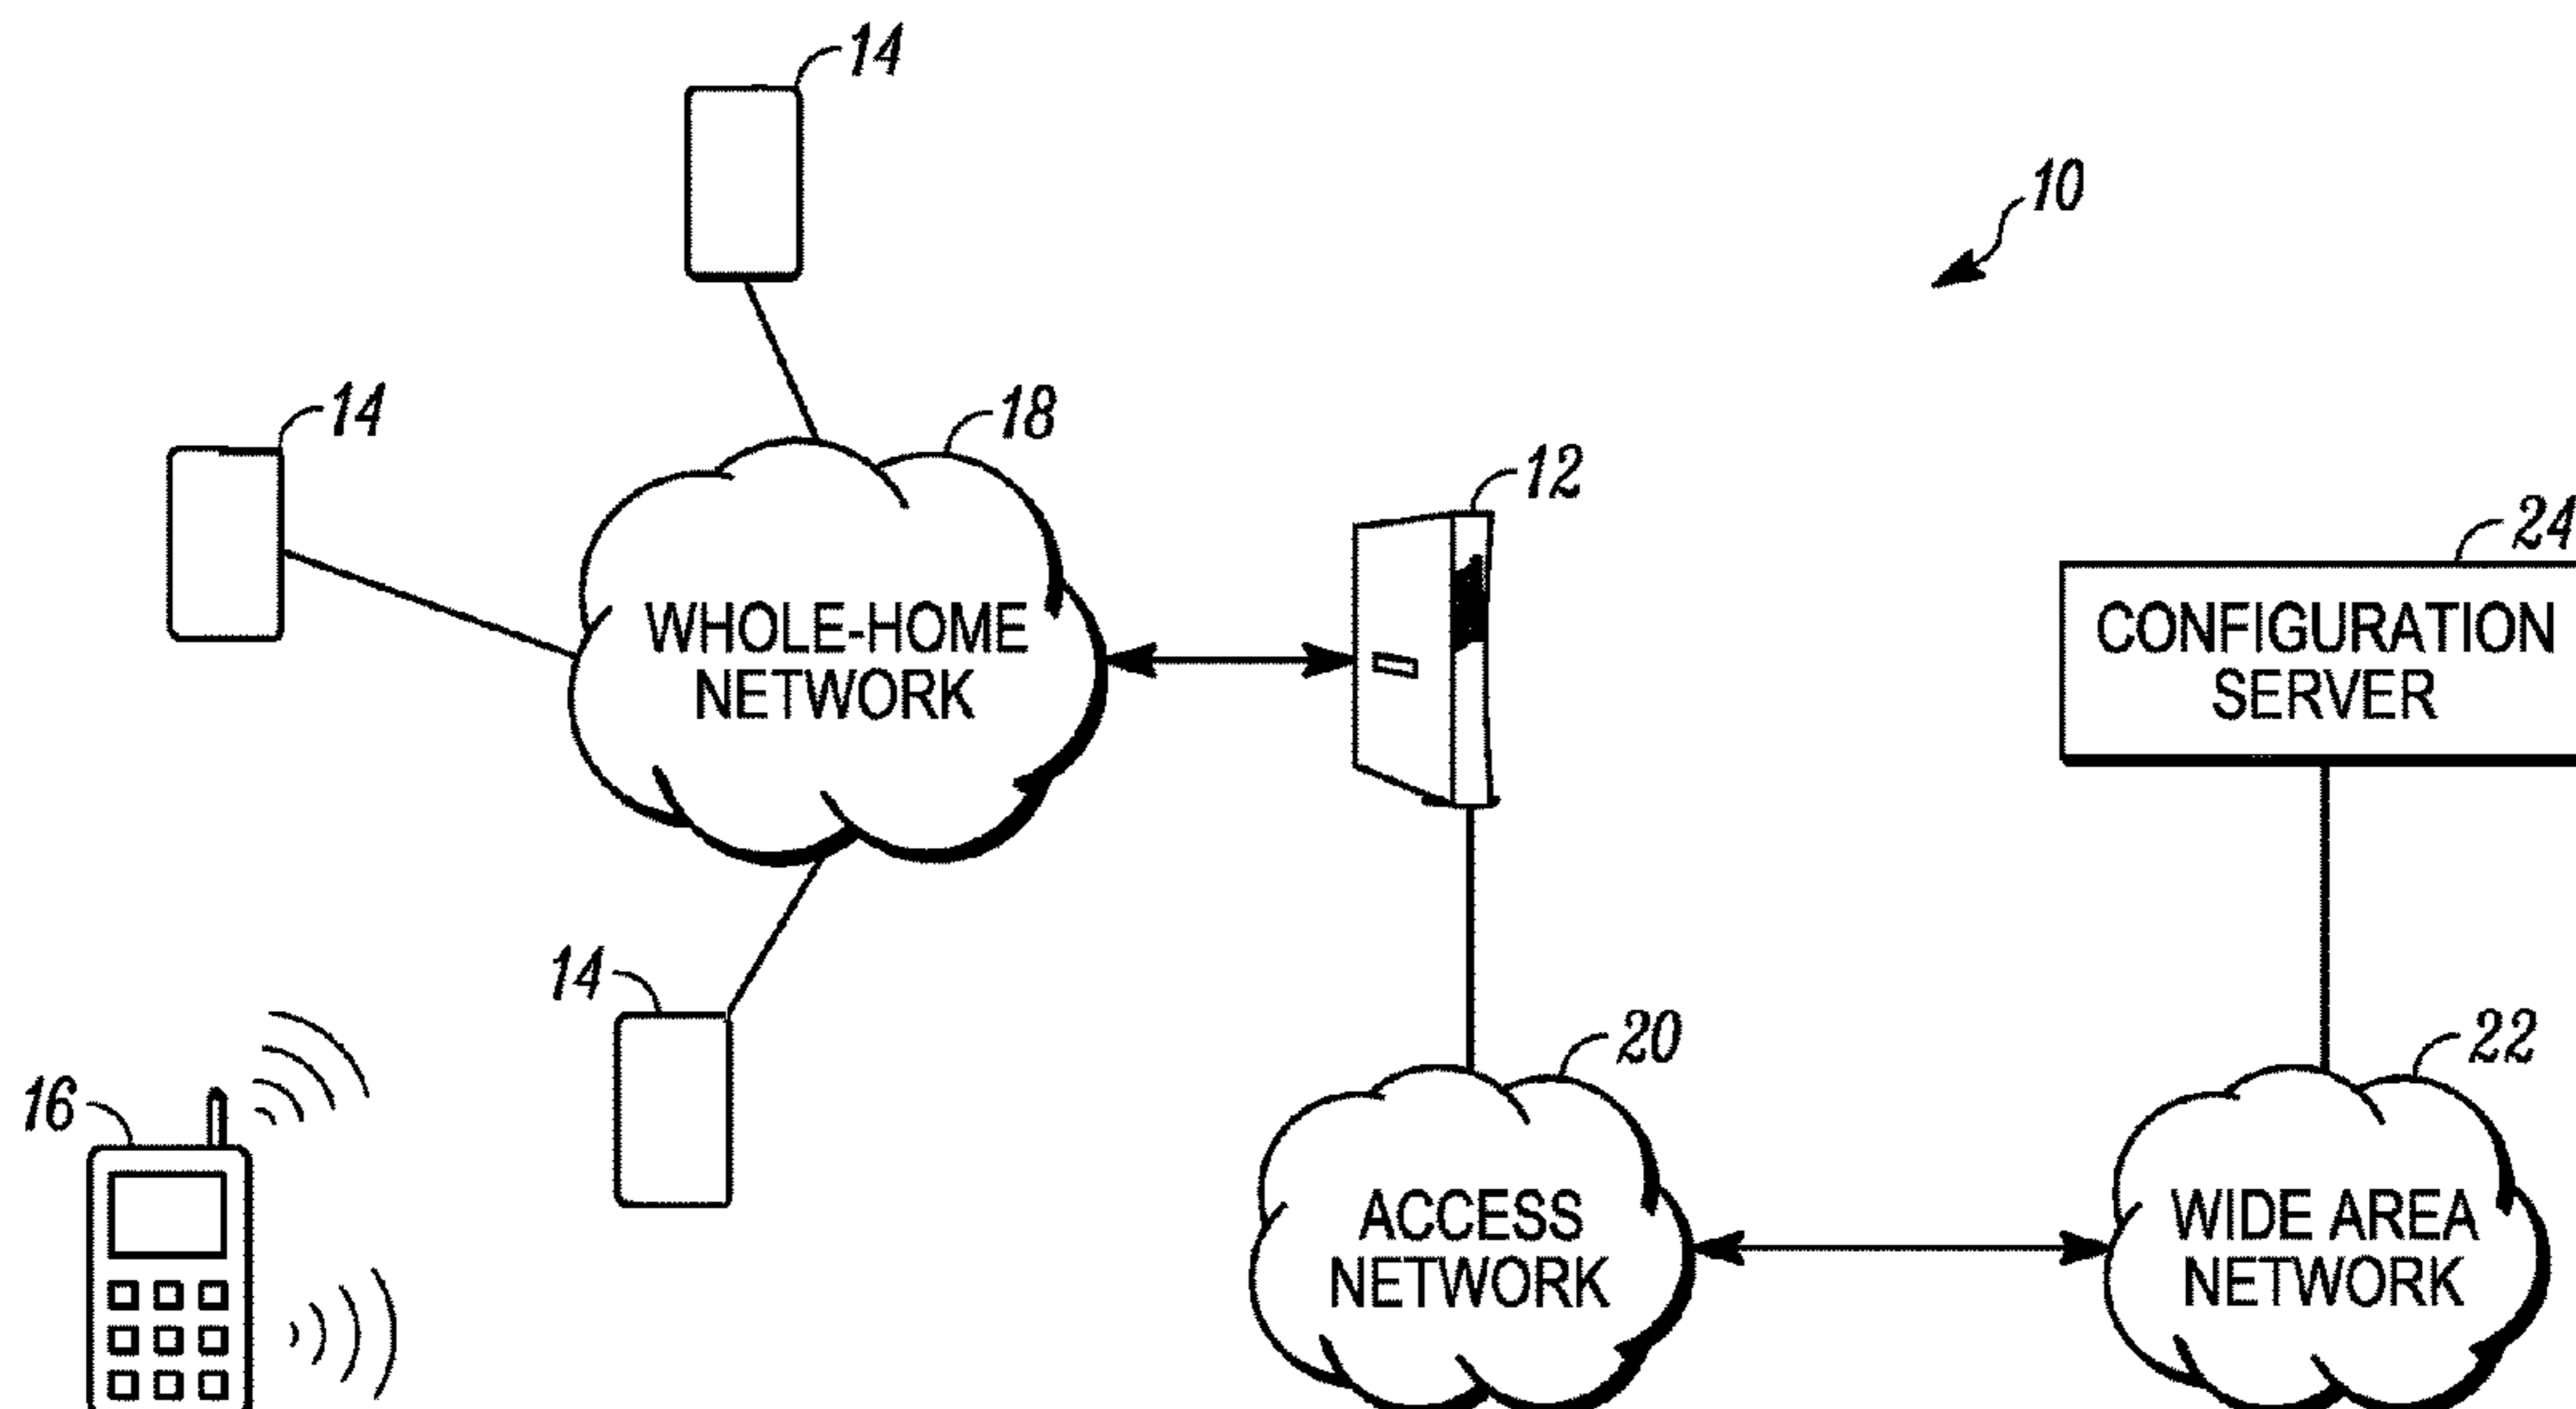 14
10
14
18
12
24
WHOLE-HOME
NETWORK
CONFIGURATION
SERVER
14
20
22
16
ACCESS
NETWORK
WIDE AREA
NETWORK